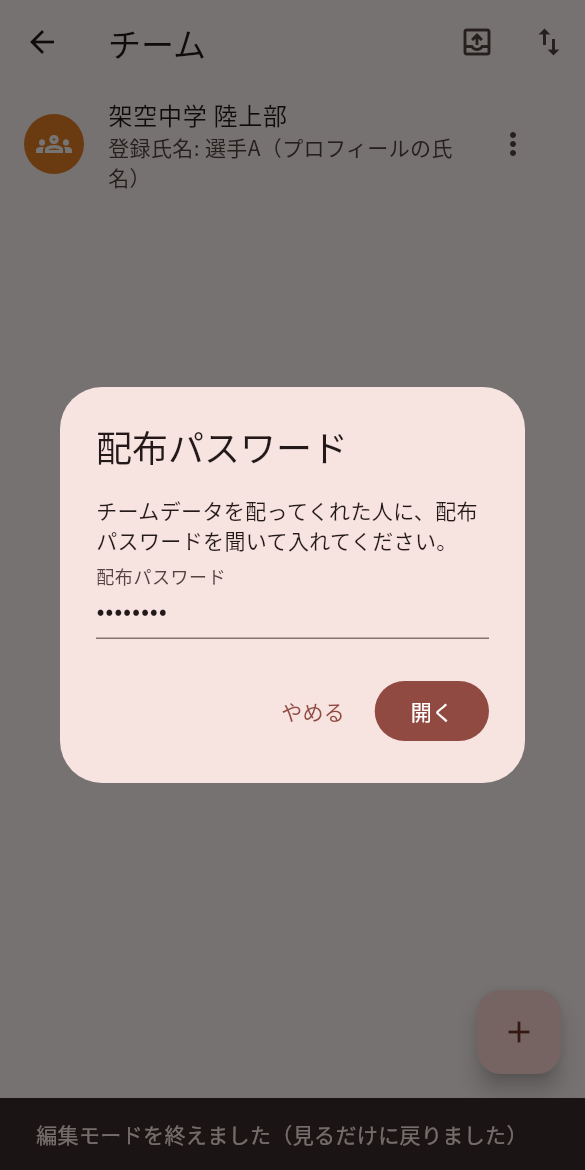 チーム
架空中学 陸上部
登録氏名: 選手A（プロフィールの氏
名）
配布パスワード
チームデータを配ってくれた人に、配布
パスワードを聞いて入れてください。
配布パスワード
••••••••
やめる
開く
編集モードを終えました（見るだけに戻りました）